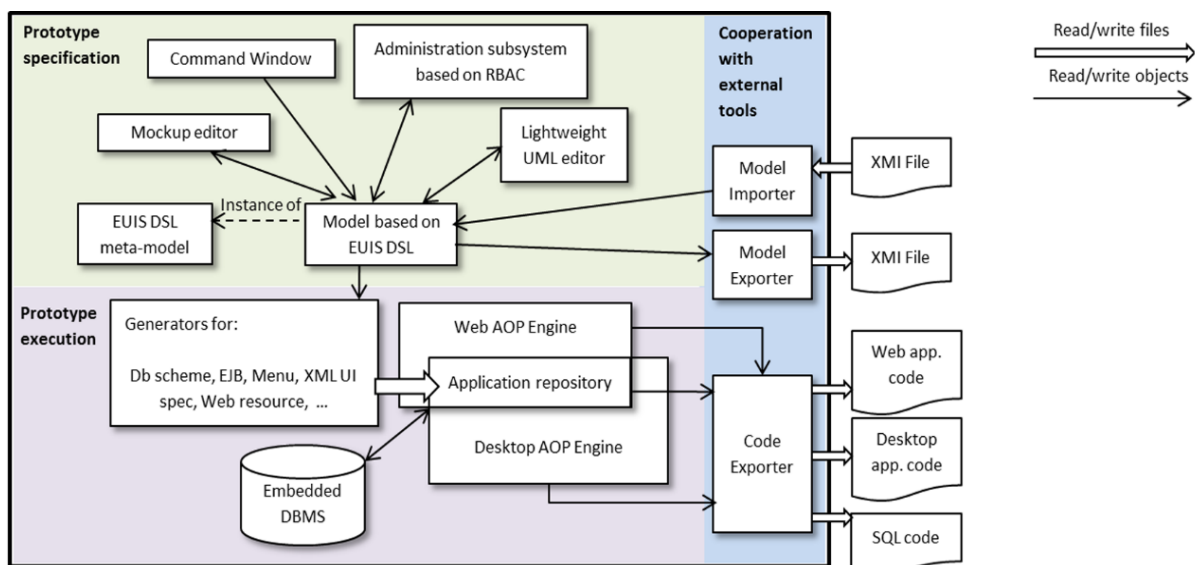 Prototype
specification
Command Window
Administration subsystem
based on RBAC
Cooperation
with
external
tools
Read/write files
Read/write objects
Mockup editor
Lightweight
UML editor
Model
Importer
XMI File
EUIS DSL
meta-model
Instance of
Model based on
EUIS DSL
Model
Exporter
XMI File
Prototype
execution
Generators for:
Db scheme, EJB, Menu, XML UI
spec, Web resource, ...
Web AOP Engine
Application repository
Desktop AOP Engine
Embedded
DBMS
Code
Exporter
Web app.
code
Desktop
app. code
SQL code